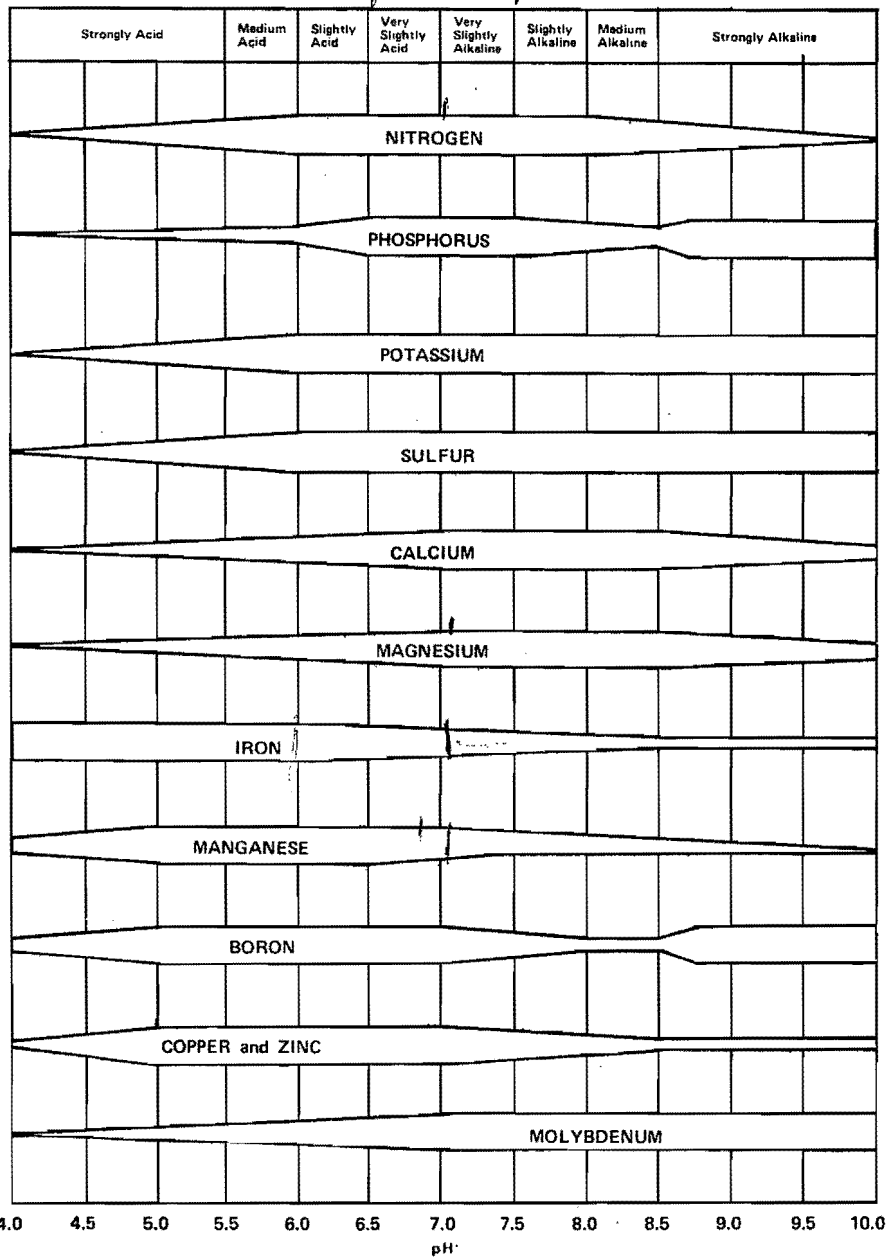 Strongly Acid
Medium Acid
Slightly Acid
Very Slightly Acid
Very Slightly Alkaline
Slightly Alkaline
Medium Alkaline
Strongly Alkaline
NITROGEN
PHOSPHORUS
POTASSIUM
SULFUR
CALCIUM
MAGNESIUM
IRON
MANGANESE
BORON
COPPER and ZINC
MOLYBDENUM
4.0 4.5 5.0 5.5 6.0 6.5 7.0 7.5 8.0 8.5 9.0 9.5 10.0
pH